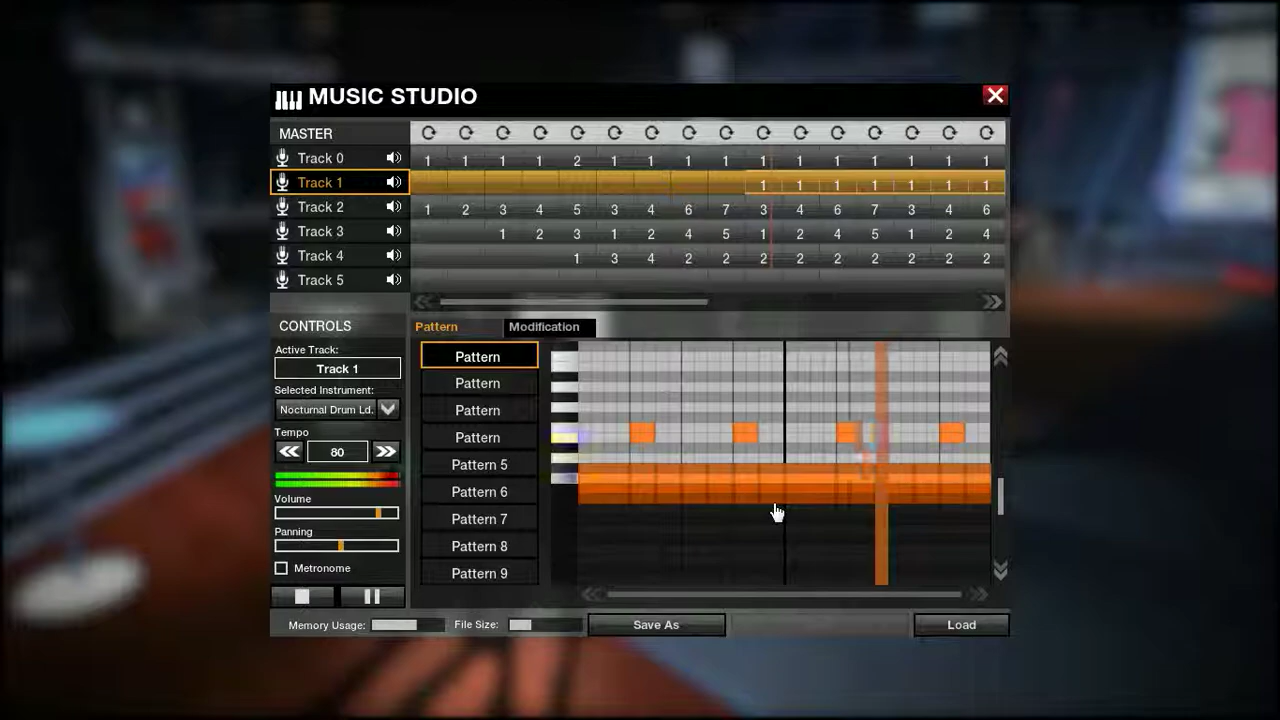 MUSIC STUDIO
MASTER
Track 0 1 1 1 1 2 1 1 1 1 1 1 1 1 1 1 1
Track 1 1 1 1 1 1 1 1
Track 2 1 2 3 4 5 3 4 6 7 3 4 6 7 3 4 6
Track 3 1 2 3 1 2 4 5 1 2 4 5 1 2 4
Track 4 1 3 4 2 2 2 2 2 2 2 2 2
Track 5
CONTROLS
Pattern Modification
Active Track:
Track 1
Selected Instrument:
Nocturnal Drum Ld.
Tempo
80
Volume
Panning
Metronome
Pattern
Pattern
Pattern
Pattern
Pattern 5
Pattern 6
Pattern 7
Pattern 8
Pattern 9
Memory Usage: File Size: Save As Load